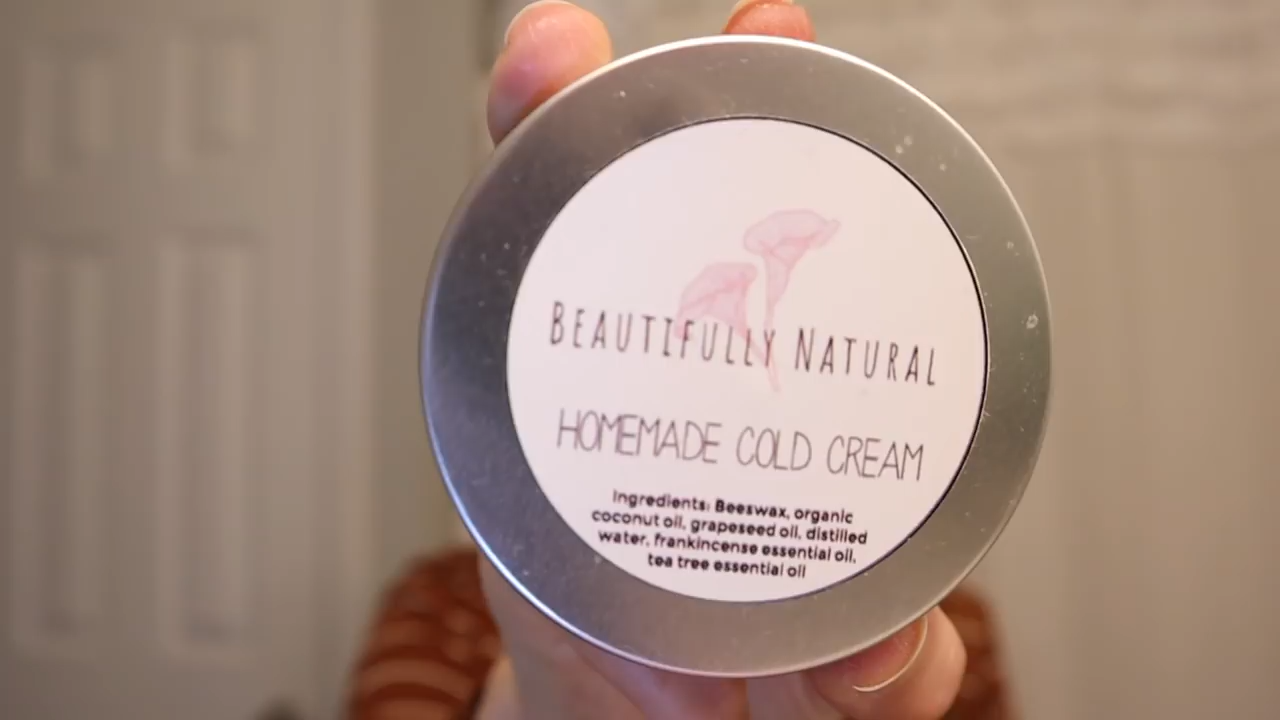 BEAUTIFULLY NATURAL
HOMEMADE COLD CREAM
Ingredients: Beeswax, organic
coconut oil, grapeseed oil, distilled
water, frankincense essential oil,
tea tree essential oil